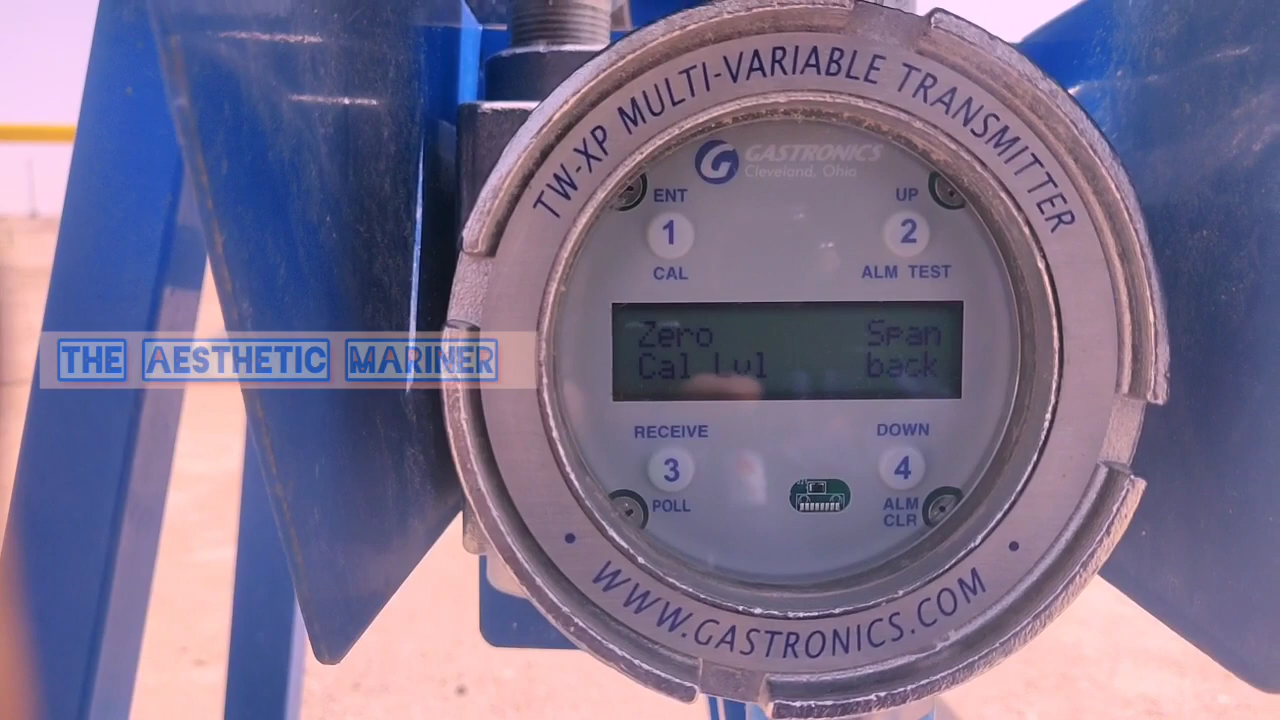 TW-XP MULTI-VARIABLE TRANSMITTER
GASTRONICS
Cleveland, Ohio
ENT UP
1 2
CAL ALM TEST
Zero Span
Cal Lvl back
RECEIVE DOWN
3 4
POLL ALM
CLR
WWW.GASTRONICS.COM
THE AESTHETIC MARINER